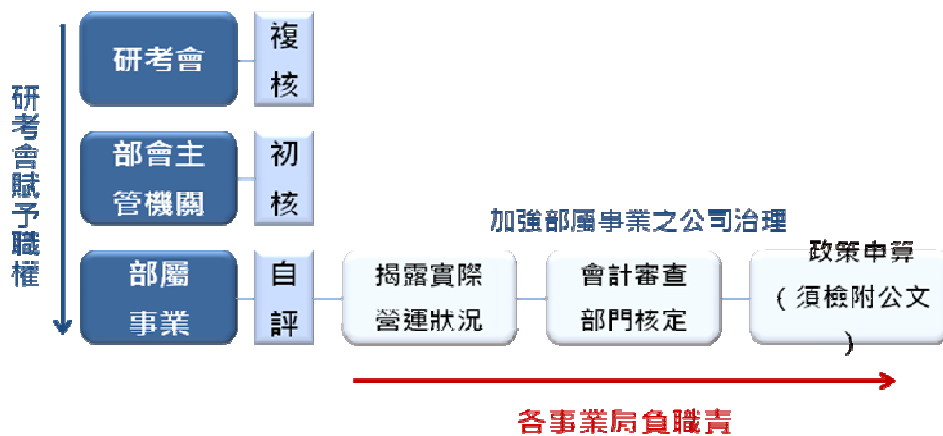 研考會賦予職權
研考會
複
核
部會主
管機關
初
核
加強部屬事業之公司治理
部屬
事業
自
評
揭露實際
營運狀況
會計審查
部門核定
政策申算
(須檢附公文
)
各事業局負職責